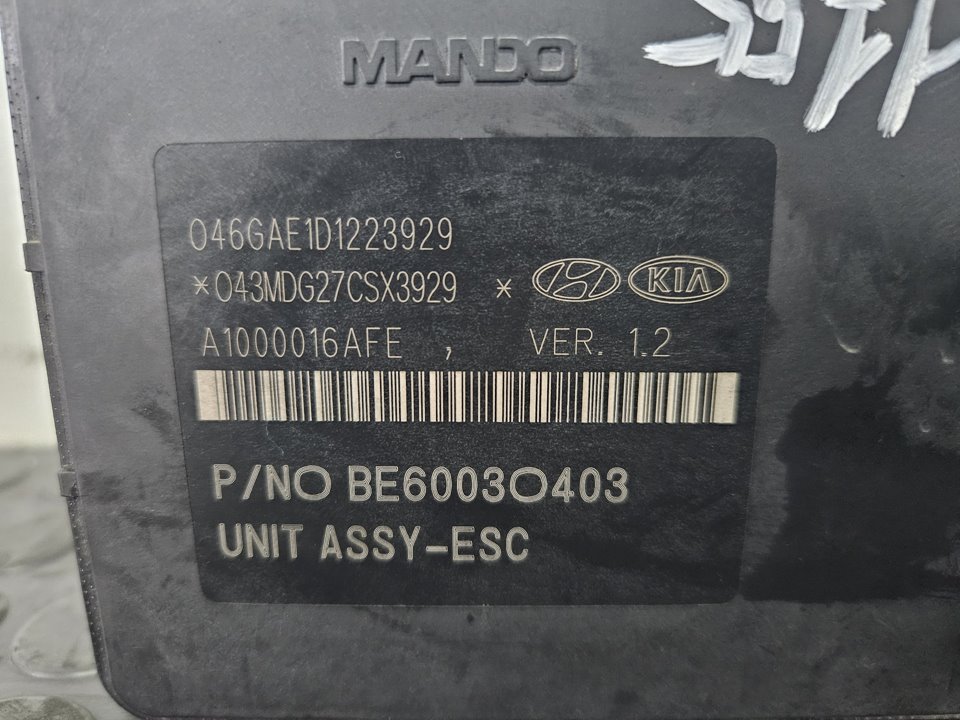 MANDO
046GAE1D1223929
*043MDG27CSX3929 *
KIA
A1000016AFE , VER. 1.2
P/NO BE60030403
UNIT ASSY-ESC